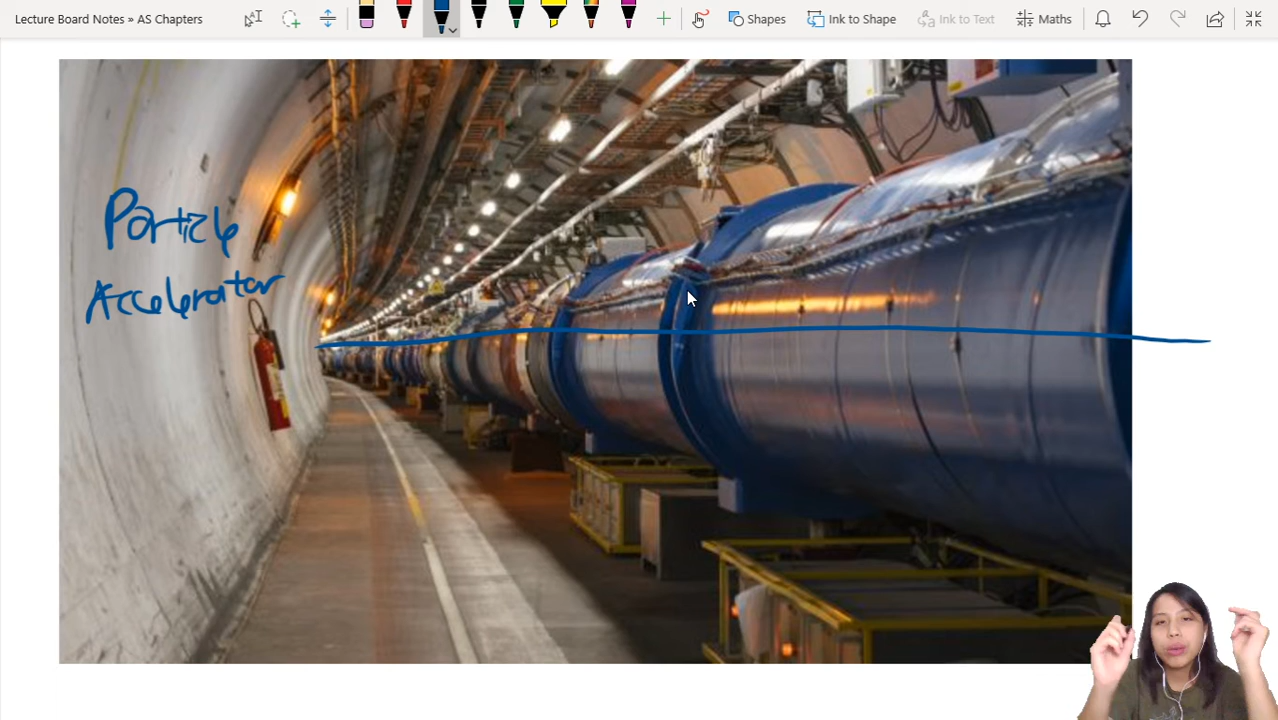 Lecture Board Notes » AS Chapters
Shapes
Ink to Shape
Ink to Text
Maths
Particle
Accelerator